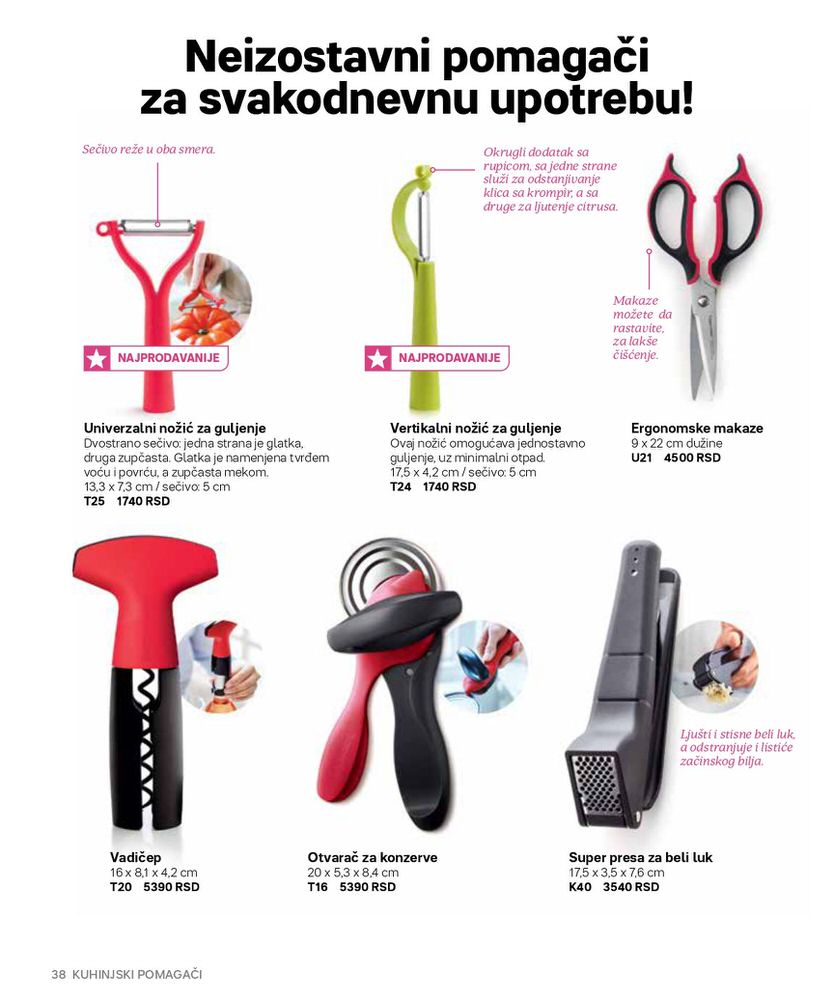 Neizostavni pomagači
za svakodnevnu upotrebu!
Sečivo reže u oba smera.
Okrugli dodatak sa
rupicom, sa jedne strane
služi za odstanjivanje
klica sa krompir, a sa
druge za ljutenje citrusa.
Makaze
možete da
rastavite,
za lakše
čišćenje.
NAJPRODAVANIJE
NAJPRODAVANIJE
Univerzalni nožić za guljenje
Dvostrano sečivo: jedna strana je glatka,
druga zupčasta. Glatka je namenjena tvrđem
voću i povrću, a zupčasta mekom.
13,3 x 7,3 cm / sečivo: 5 cm
T25 1740 RSD
Vertikalni nožić za guljenje
Ovaj nožić omogućava jednostavno
guljenje, uz minimalni otpad.
17,5 x 4,2 cm / sečivo: 5 cm
T24 1740 RSD
Ergonomske makaze
9 x 22 cm dužine
U21 4500 RSD
Ljušti i stisne beli luk,
a odstranjuje i listiće
začinskog bilja.
Vadičep
16 x 8,1 x 4,2 cm
T20 5390 RSD
Otvarač za konzerve
20 x 5,3 x 8,4 cm
T16 5390 RSD
Super presa za beli luk
17,5 x 3,5 x 7,6 cm
K40 3540 RSD
38 KUHINJSKI POMAGAČI